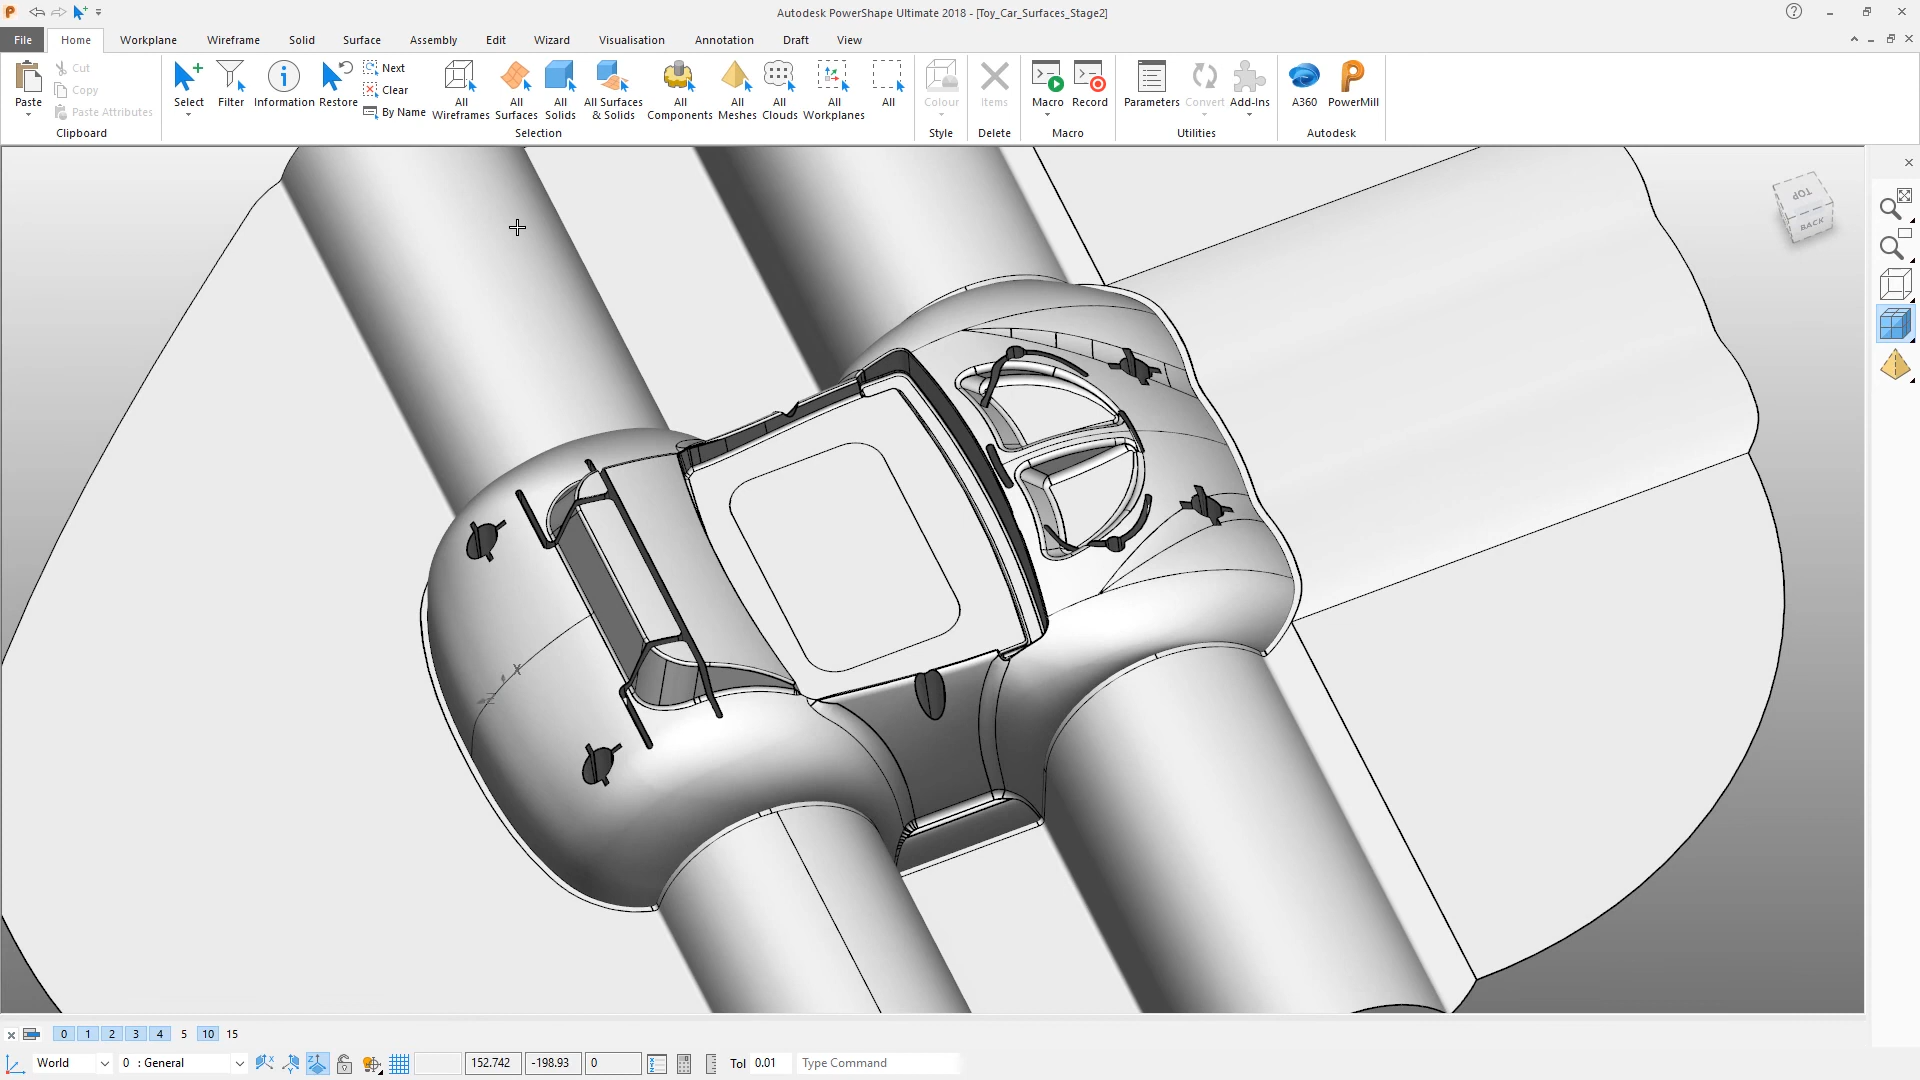 Autodesk PowerShape Ultimate 2018 - [Toy_Car_Surfaces_Stage2]
File Home Workplane Wireframe Solid Surface Assembly Edit Wizard Visualisation Annotation Draft View
Paste
Cut
Copy
Paste Attributes
Clipboard
Select
Filter
Information
Restore
Next
Clear
By Name
All Wireframes
All Surfaces
All Solids
All Surfaces & Solids
All Components
All Meshes
All Clouds
All Workplanes
All
Selection
Colour
Style
Items
Delete
Macro
Record
Macro
Parameters
Convert
Add-Ins
Utilities
A360
PowerMill
Autodesk
TOP
BACK
X
Z
0 1 2 3 4 5 10 15
World 0 : General 152.742 -198.93 0 Tol 0.01 Type Command